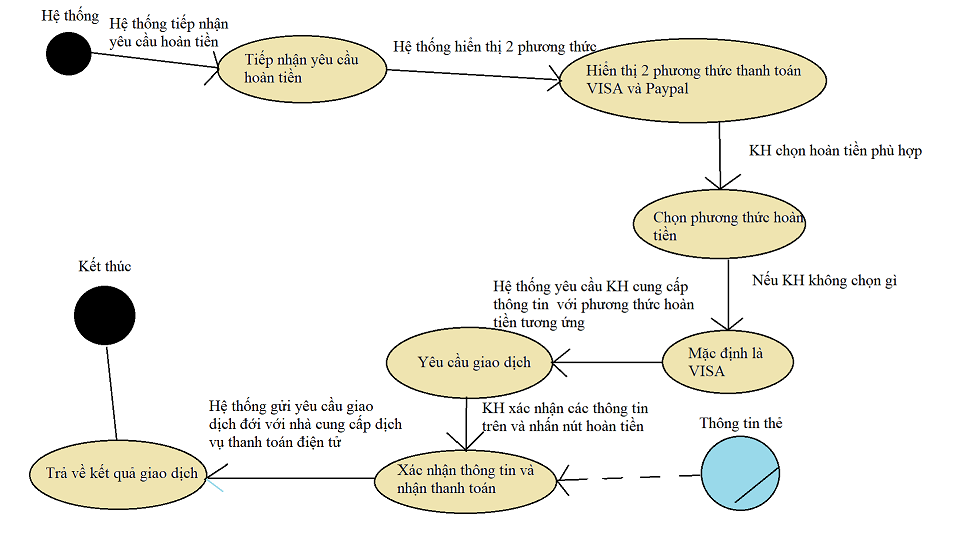 Hệ thống
Hệ thống tiếp nhận
yêu cầu hoàn tiền
Tiếp nhận yêu cầu
hoàn tiền
Hệ thống hiển thị 2 phương thức
Hiển thị 2 phương thức thanh toán
VISA và Paypal
KH chọn hoàn tiền phù hợp
Chọn phương thức hoàn
tiền
Nếu KH không chọn gì
Mặc định là
VISA
Hệ thống yêu cầu KH cung cấp
thông tin với phương thức hoàn
tiền tương ứng
Yêu cầu giao dịch
KH xác nhận các thông tin
trên và nhấn nút hoàn tiền
Thông tin thẻ
Xác nhận thông tin và
nhận thanh toán
Hệ thống gửi yêu cầu giao
dịch đới với nhà cung cấp dịch
vụ thanh toán điện tử
Trả về kết quả giao dịch
Kết thúc